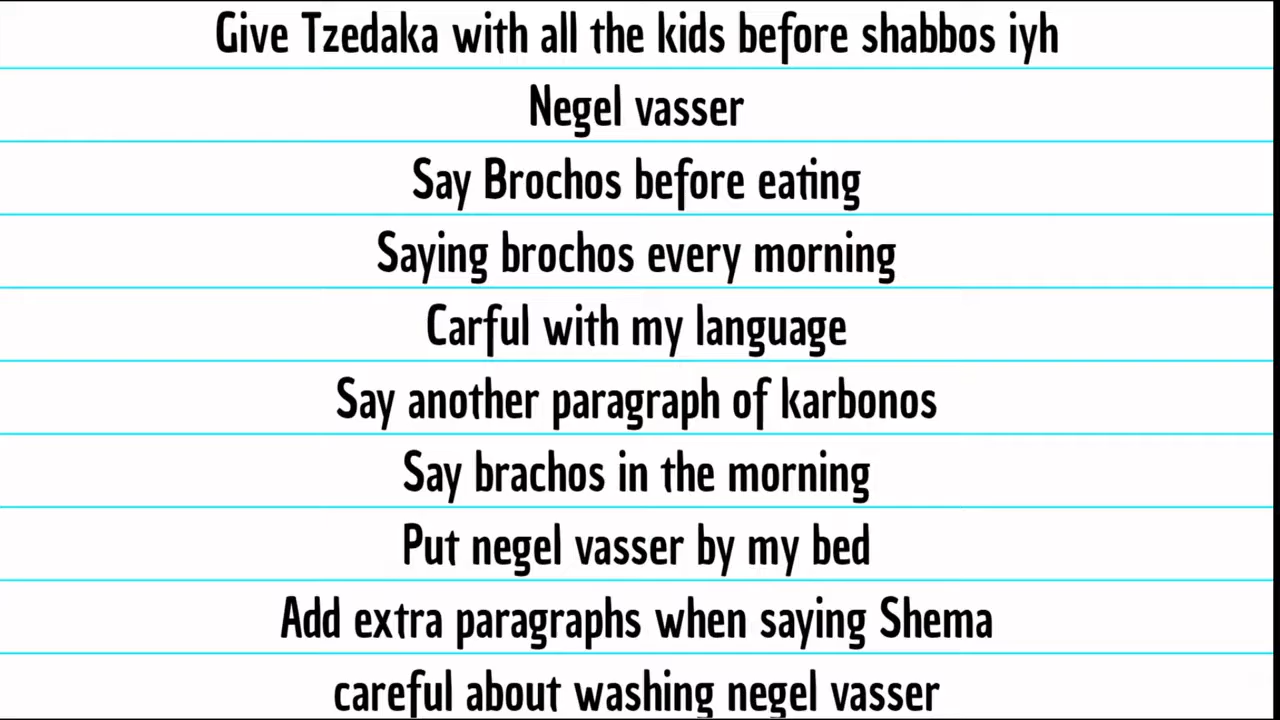 Give Tzedaka with all the kids before shabbos iyh
Negel vasser
Say Brochos before eating
Saying brochos every morning
Carful with my language
Say another paragraph of karbonos
Say brachos in the morning
Put negel vasser by my bed
Add extra paragraphs when saying Shema
careful about washing negel vasser